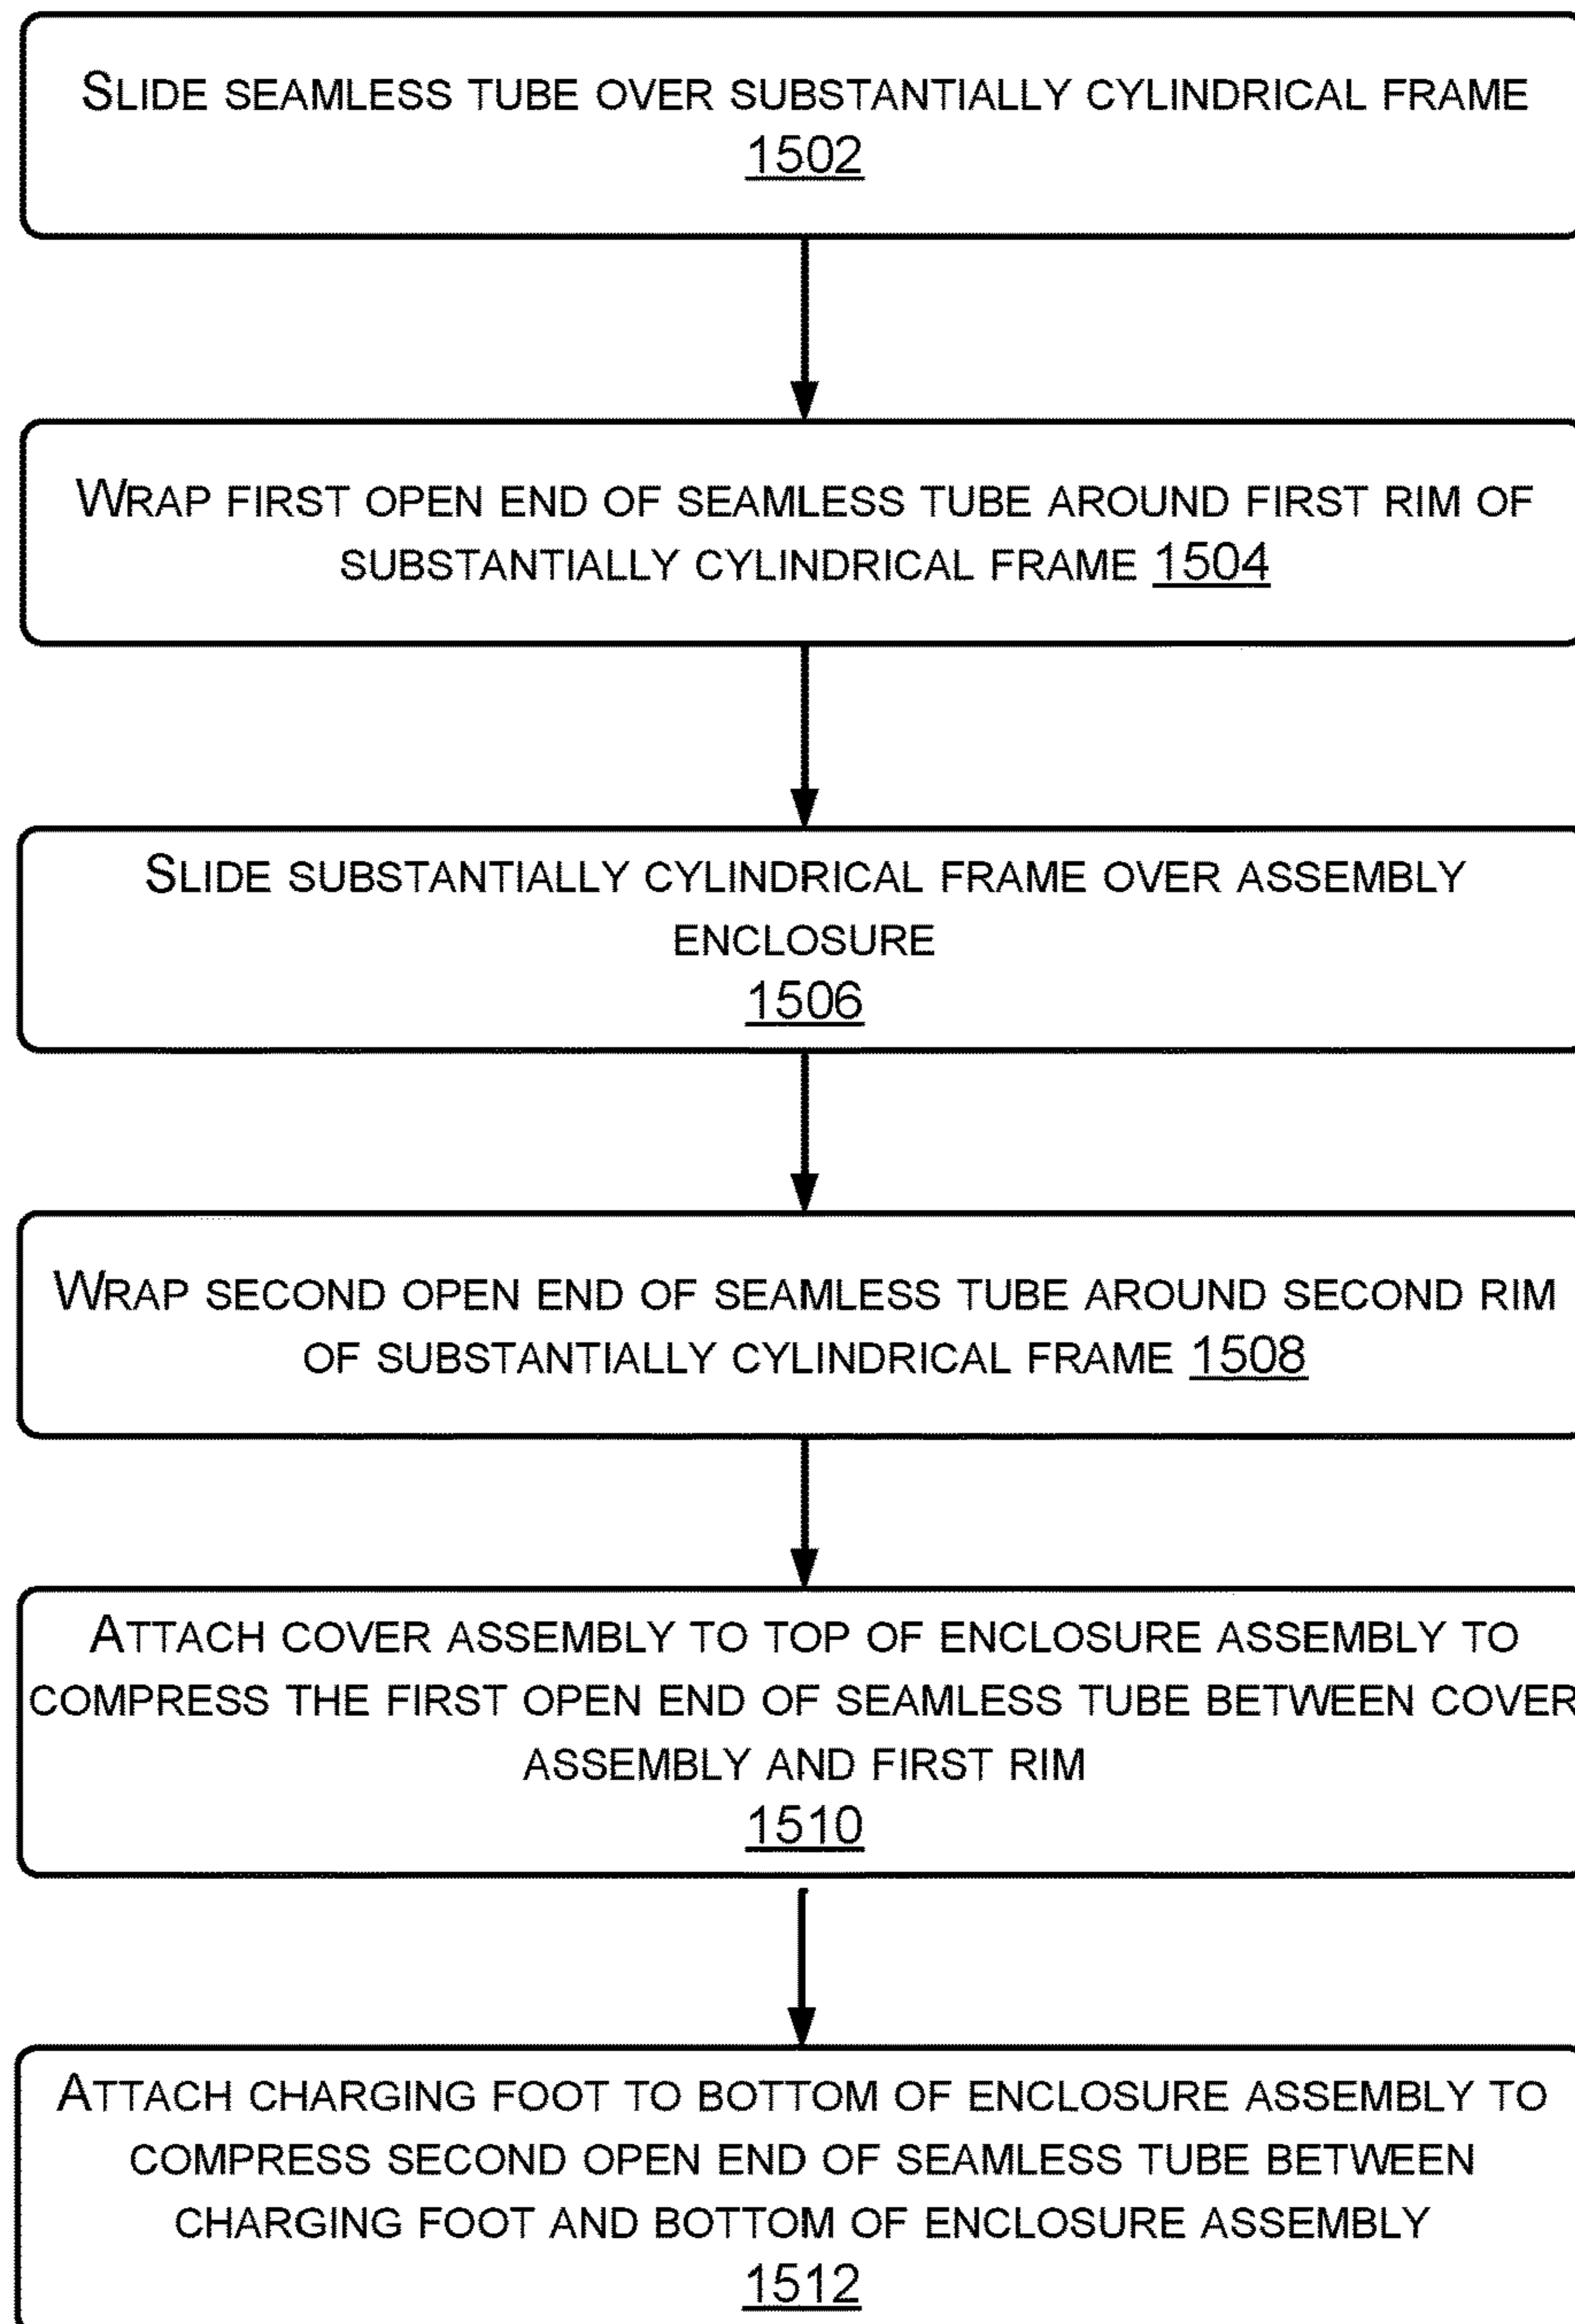 SLIDE SEAMLESS TUBE OVER SUBSTANTIALLY CYLINDRICAL FRAME
1502
WRAP FIRST OPEN END OF SEAMLESS TUBE AROUND FIRST RIM OF
SUBSTANTIALLY CYLINDRICAL FRAME 1504
SLIDE SUBSTANTIALLY CYLINDRICAL FRAME OVER ASSEMBLY
ENCLOSURE
1506
WRAP SECOND OPEN END OF SEAMLESS TUBE AROUND SECOND RIM
OF SUBSTANTIALLY CYLINDRICAL FRAME 1508
ATTACH COVER ASSEMBLY TO TOP OF ENCLOSURE ASSEMBLY TO
COMPRESS THE FIRST OPEN END OF SEAMLESS TUBE BETWEEN COVER
ASSEMBLY AND FIRST RIM
1510
ATTACH CHARGING FOOT TO BOTTOM OF ENCLOSURE ASSEMBLY TO
COMPRESS SECOND OPEN END OF SEAMLESS TUBE BETWEEN
CHARGING FOOT AND BOTTOM OF ENCLOSURE ASSEMBLY
1512